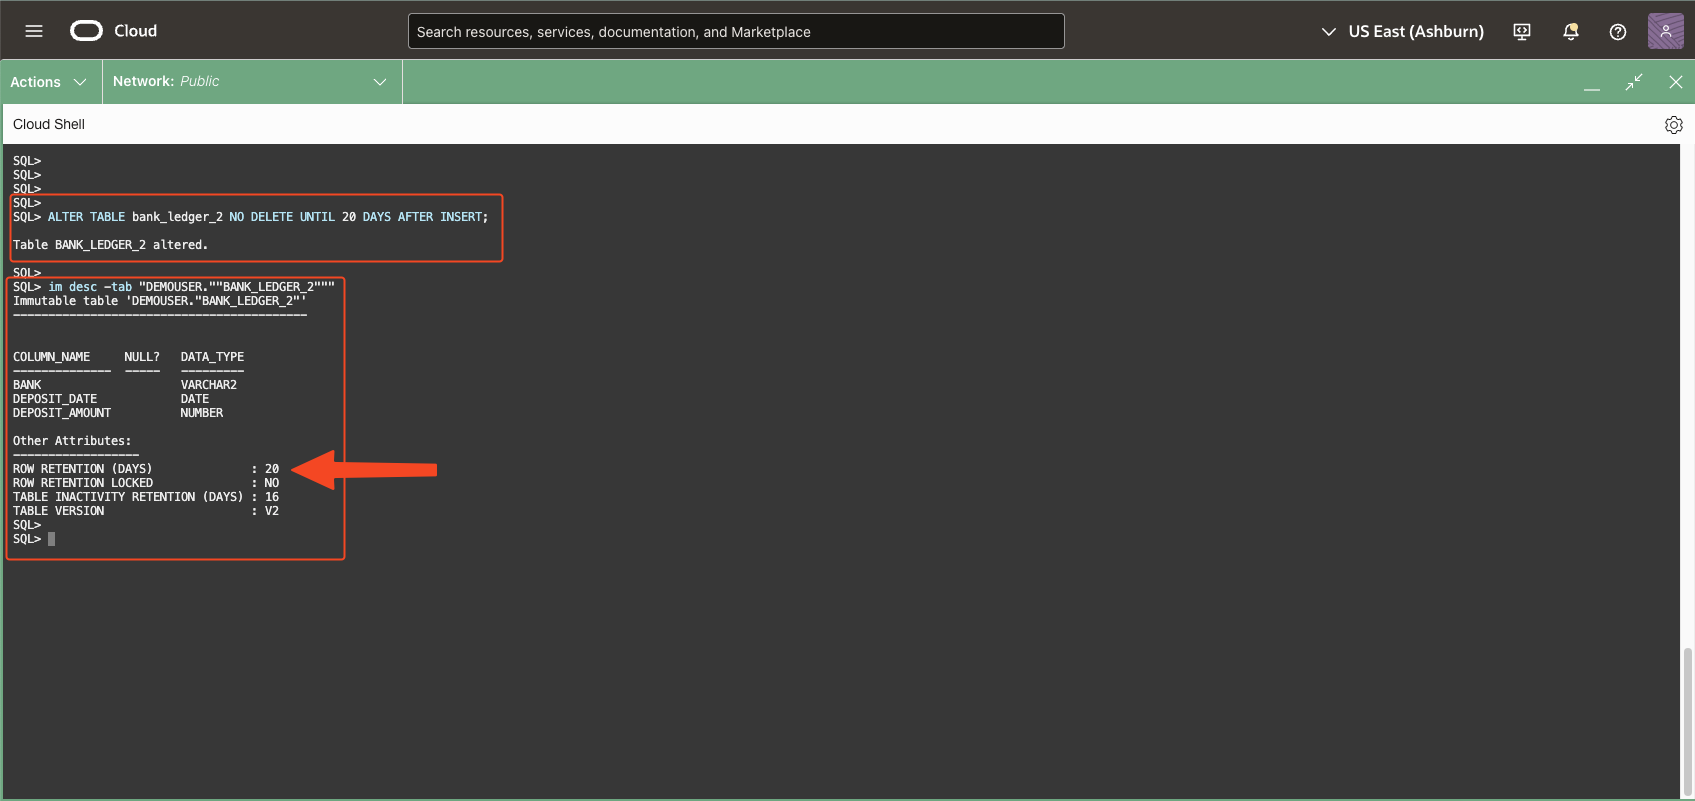 Cloud
Search resources, services, documentation, and Marketplace
US East (Ashburn)
Actions
Network: Public
Cloud Shell
SQL>
SQL>
SQL>
SQL>
SQL> ALTER TABLE bank_ledger_2 NO DELETE UNTIL 20 DAYS AFTER INSERT;
Table BANK_LEDGER_2 altered.
SQL>
SQL> im desc -tab "DEMOUSER.""BANK_LEDGER_2"""
Immutable table 'DEMOUSER."BANK_LEDGER_2"'
------------------------------------------
COLUMN_NAME     NULL?   DATA_TYPE
--------------  -----   ---------
BANK                    VARCHAR2
DEPOSIT_DATE            DATE
DEPOSIT_AMOUNT          NUMBER
Other Attributes:
------------------
ROW RETENTION (DAYS)              : 20
ROW RETENTION LOCKED              : NO
TABLE INACTIVITY RETENTION (DAYS) : 16
TABLE VERSION                     : V2
SQL>
SQL>